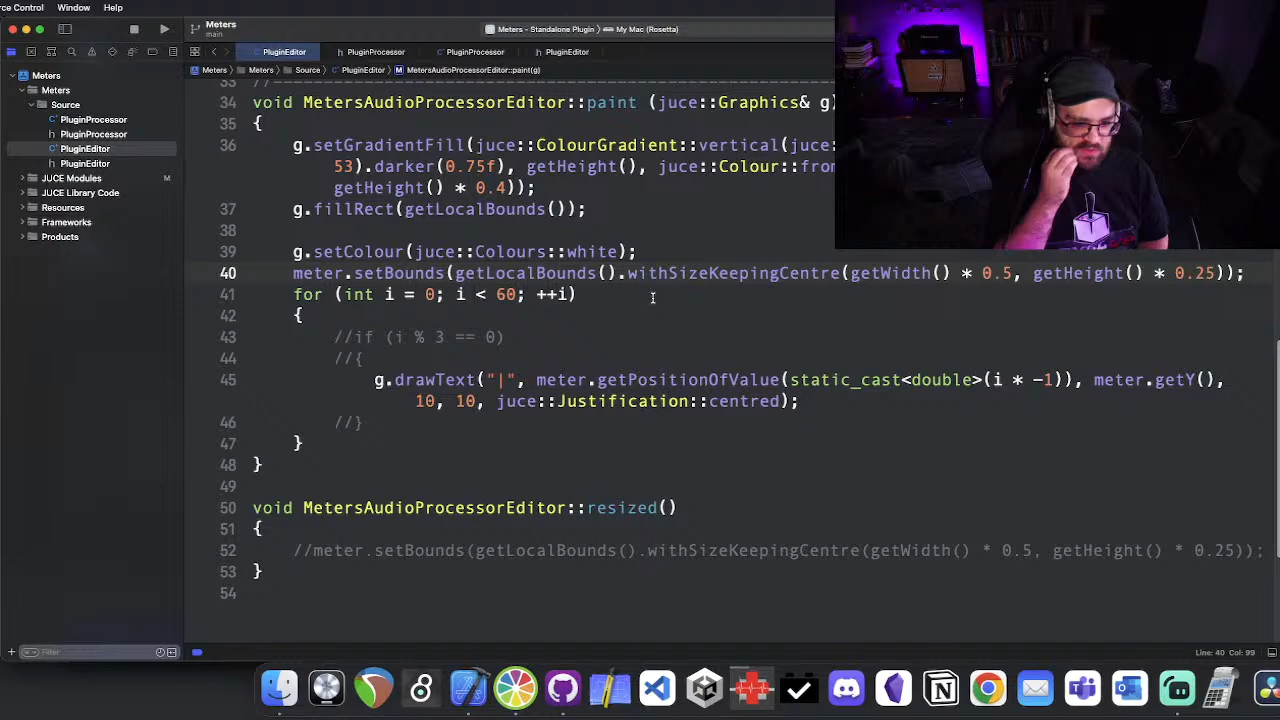 ce Control Window Help
Meters
main
Meters - Standalone Plugin › My Mac (Rosetta)
PluginEditor
PluginProcessor
PluginProcessor
PluginEditor
Meters
Meters
Source
PluginProcessor
PluginProcessor
PluginEditor
PluginEditor
JUCE Modules M
JUCE Library Code
Resources
Frameworks
Products
Filter
Meters › Meters › Source › PluginEditor › M MetersAudioProcessorEditor::paint(g)
33 //
34 void MetersAudioProcessorEditor::paint (juce::Graphics& g)
35 {
36 g.setGradientFill(juce::ColourGradient::vertical(juce:
53).darker(0.75f), getHeight(), juce::Colour::from
getHeight() * 0.4));
37 g.fillRect(getLocalBounds());
38
39 g.setColour(juce::Colours::white);
40 meter.setBounds(getLocalBounds().withSizeKeepingCentre(getWidth() * 0.5, getHeight() * 0.25));
41 for (int i = 0; i < 60; ++i)
42 {
43 //if (i % 3 == 0)
44 //{
45 g.drawText("|", meter.getPositionOfValue(static_cast<double>(i * -1)), meter.getY(),
10, 10, juce::Justification::centred);
46 //}
47 }
48 }
49
50 void MetersAudioProcessorEditor::resized()
51 {
52 //meter.setBounds(getLocalBounds().withSizeKeepingCentre(getWidth() * 0.5, getHeight() * 0.25));
53 }
54
Line: 40 Col: 99